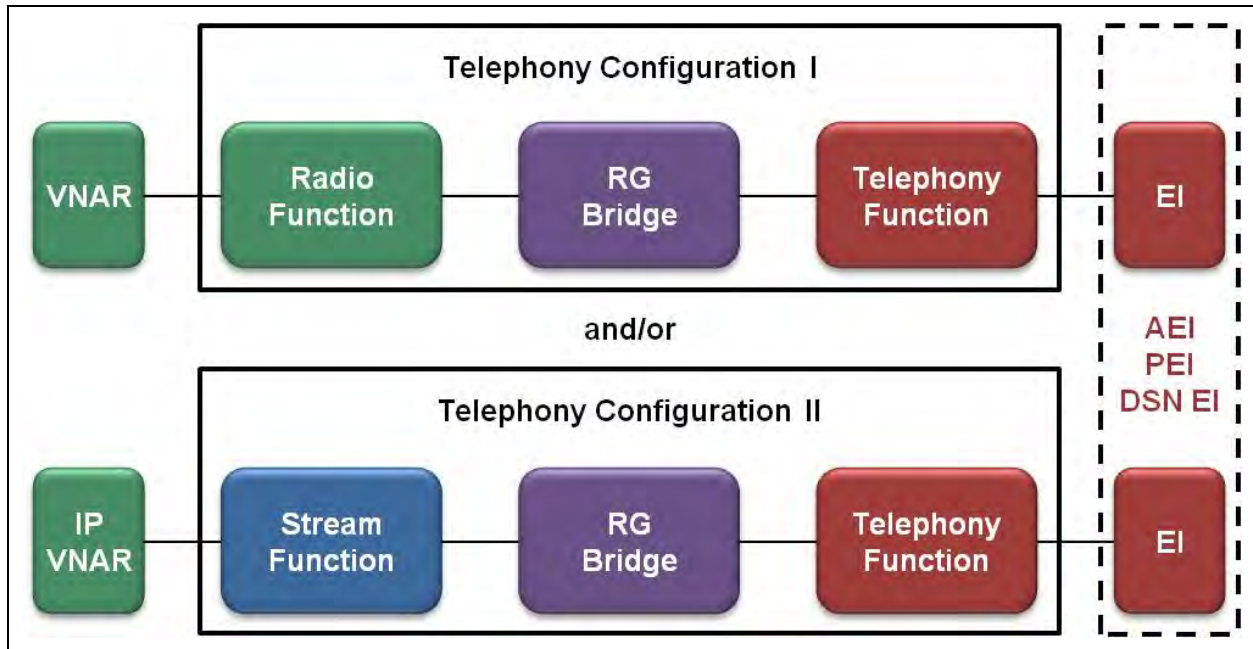 Telephony Configuration I
VNAR
Radio
Function
RG
Bridge
Telephony
Function
EI
and/or
AEI
PEI
DSN EI
Telephony Configuration II
IP
VNAR
Stream
Function
RG
Bridge
Telephony
Function
EI